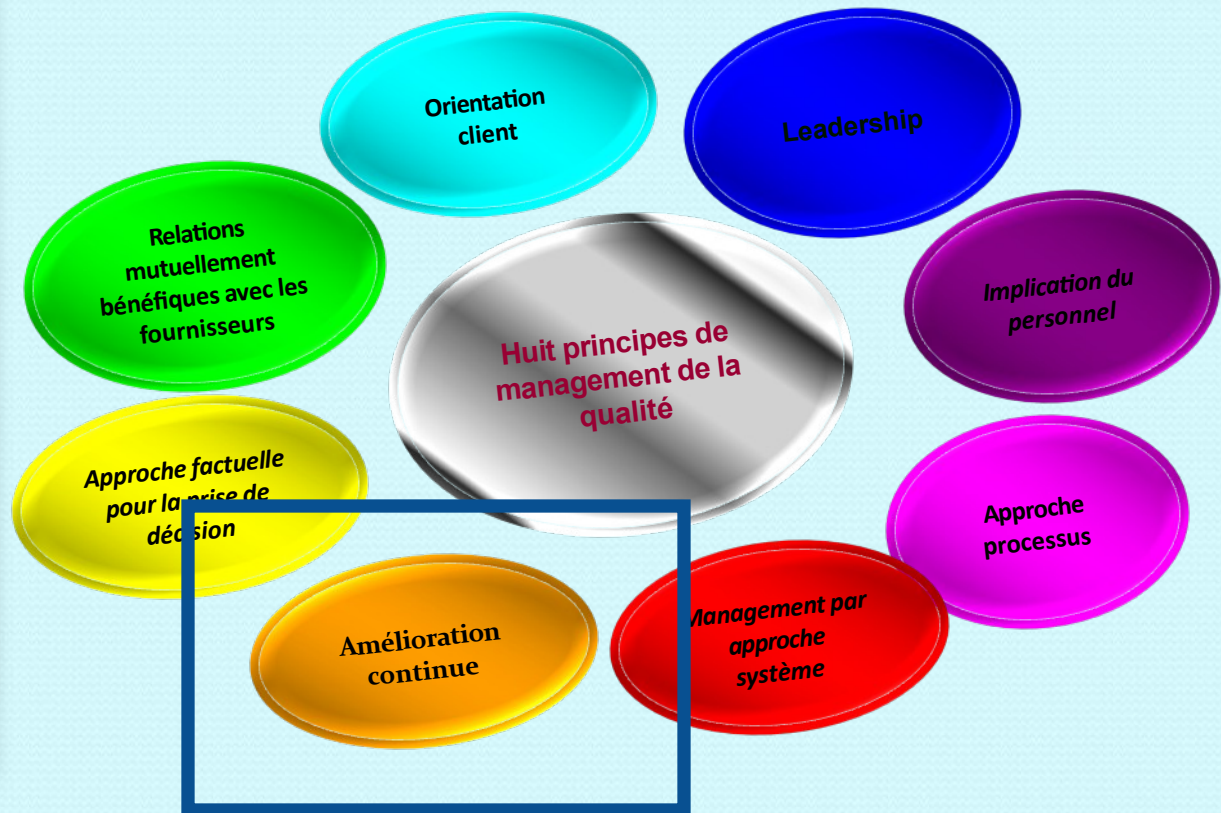 Orientation
client
Leadership
Relations
mutuellement
bénéfiques avec les
fournisseurs
Implication du
personnel
Huit principes de
management de la
qualité
Approche factuelle
pour la prise de
décision
Approche
processus
Amélioration
continue
Management par
approche
système